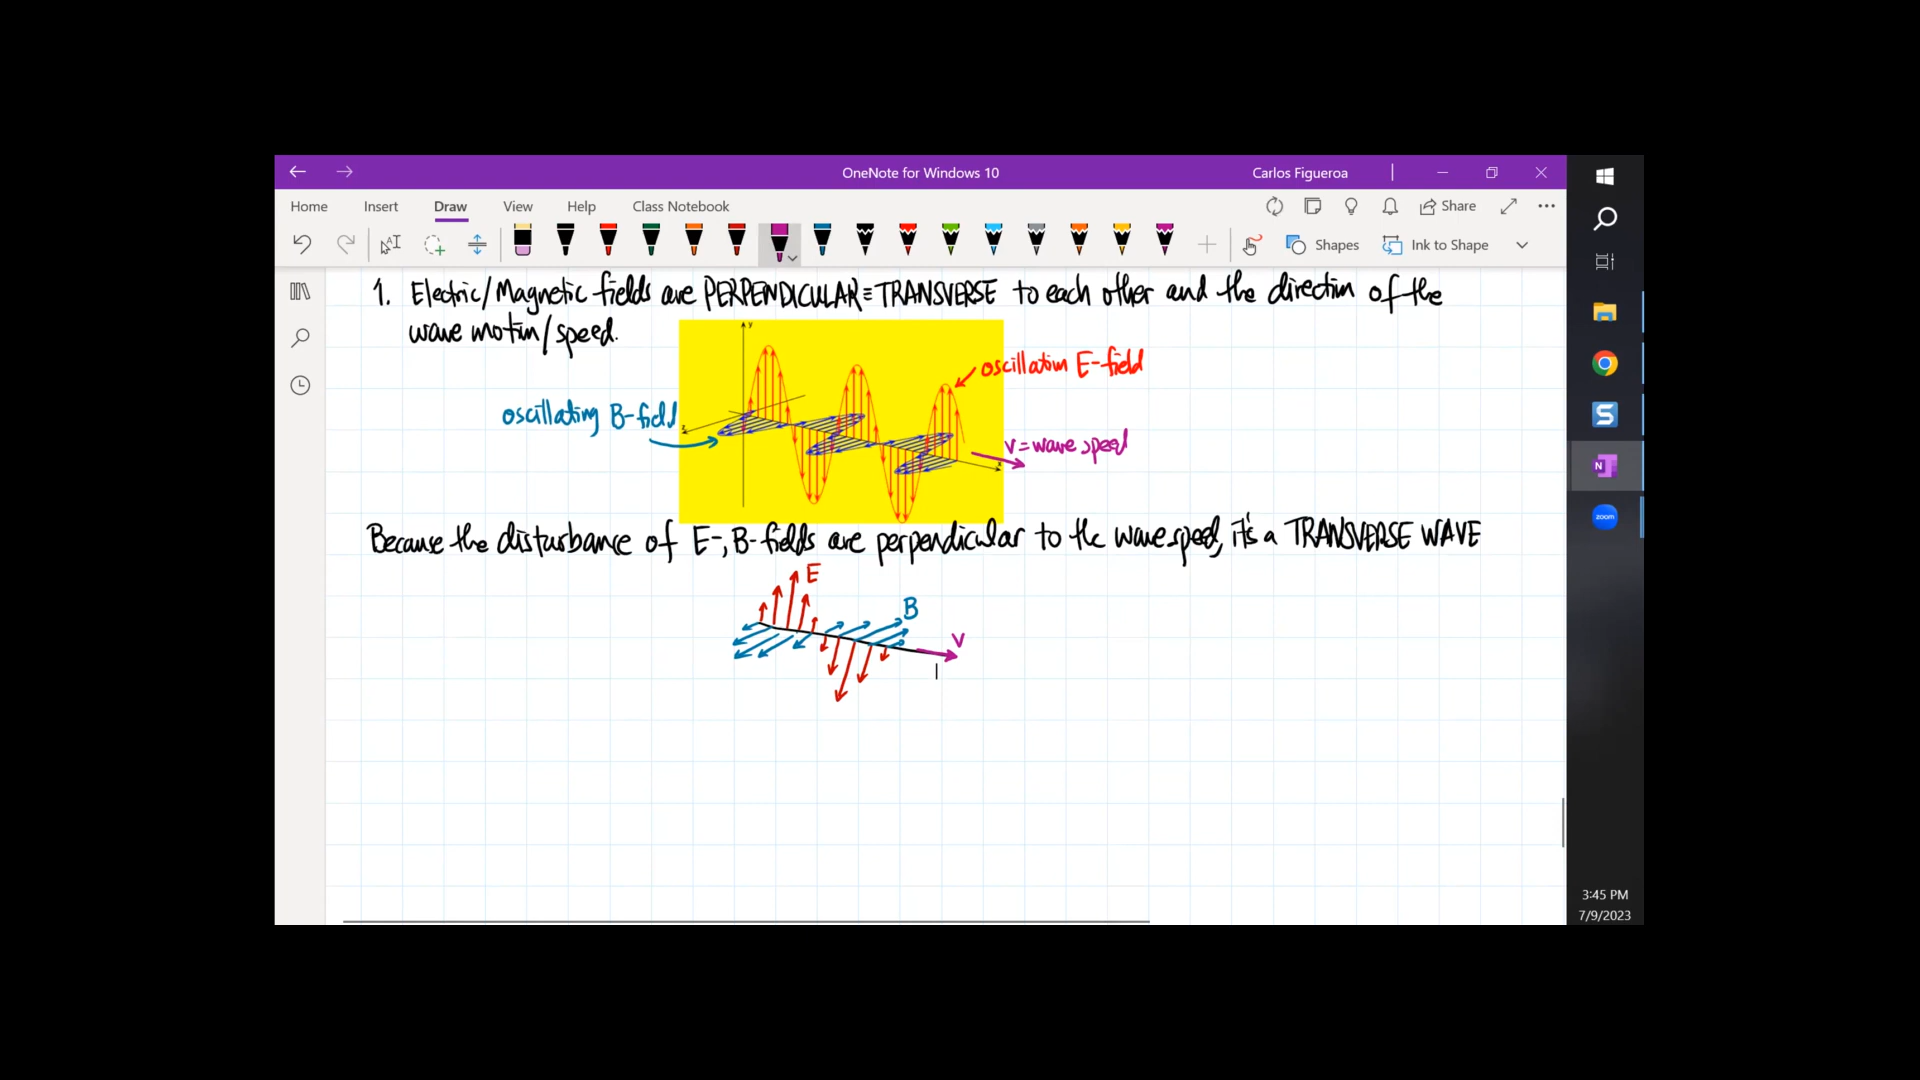 OneNote for Windows 10
Carlos Figueroa
Home Insert Draw View Help Class Notebook
Share
Shapes
Ink to Shape
1. Electric/Magnetic fields are PERPENDICULAR≡TRANSVERSE to each other and the direction of the
wave motion/speed.
y
oscillation E-field
oscillating B-field
z
v=wave speed
x
Because the disturbance of E-, B-fields are perpendicular to the wave speed, it's a TRANSVERSE WAVE
E
B
V
N
zoom
3:45 PM
7/9/2023